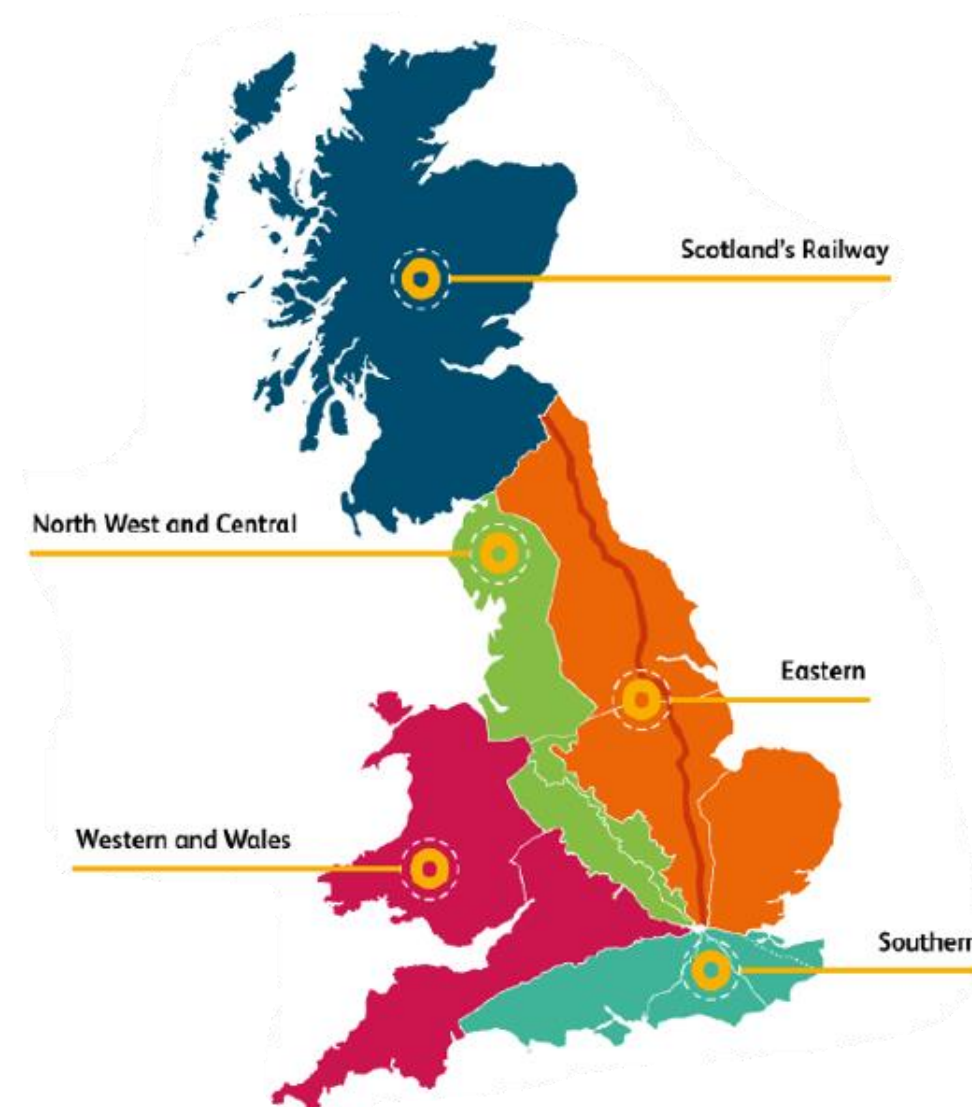 Scotland's Railway
North West and Central
Eastern
Western and Wales
Southern